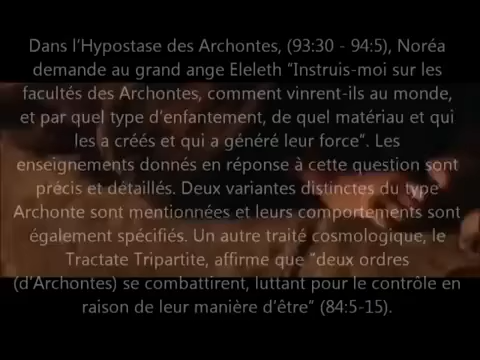 Dans l’Hypostase des Archontes, (93:30 - 94:5), Noréa
demande au grand ange Eleleth “Instruis-moi sur les
facultés des Archontes, comment vinrent-ils au monde,
et par quel type d’enfantement, de quel matériau et qui
les a créés et qui a généré leur force”. Les
enseignements donnés en réponse à cette question sont
précis et détaillés. Deux variantes distinctes du type
Archonte sont mentionnées et leurs comportements sont
également spécifiés. Un autre traité cosmologique, le
Tractate Tripartite, affirme que “deux ordres
(d’Archontes) se combattirent, luttant pour le contrôle en
raison de leur manière d’être” (84:5-15).